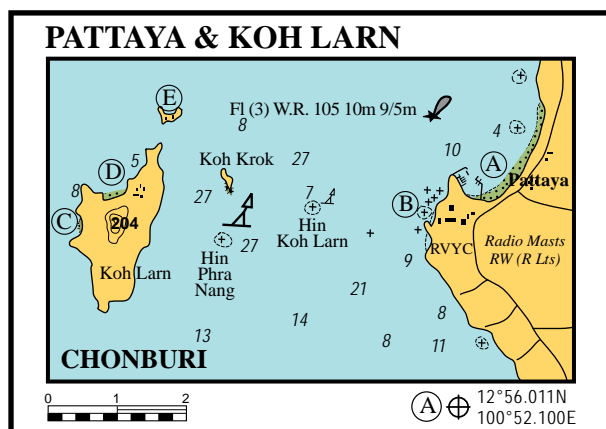 PATTAYA & KOH LARN
E
Fl (3) W.R. 105 10m 9/5m
8
4
10
5
D
Koh Krok
27
A
Pattaya
8
27
7
B
C
204
Hin
Koh Larn
27
RVYC
Radio Masts
RW (R Lts)
Koh Larn
Hin
Phra
Nang
9
21
14
8
13
8
11
CHONBURI
0 1 2
A 12°56.011N
100°52.100E